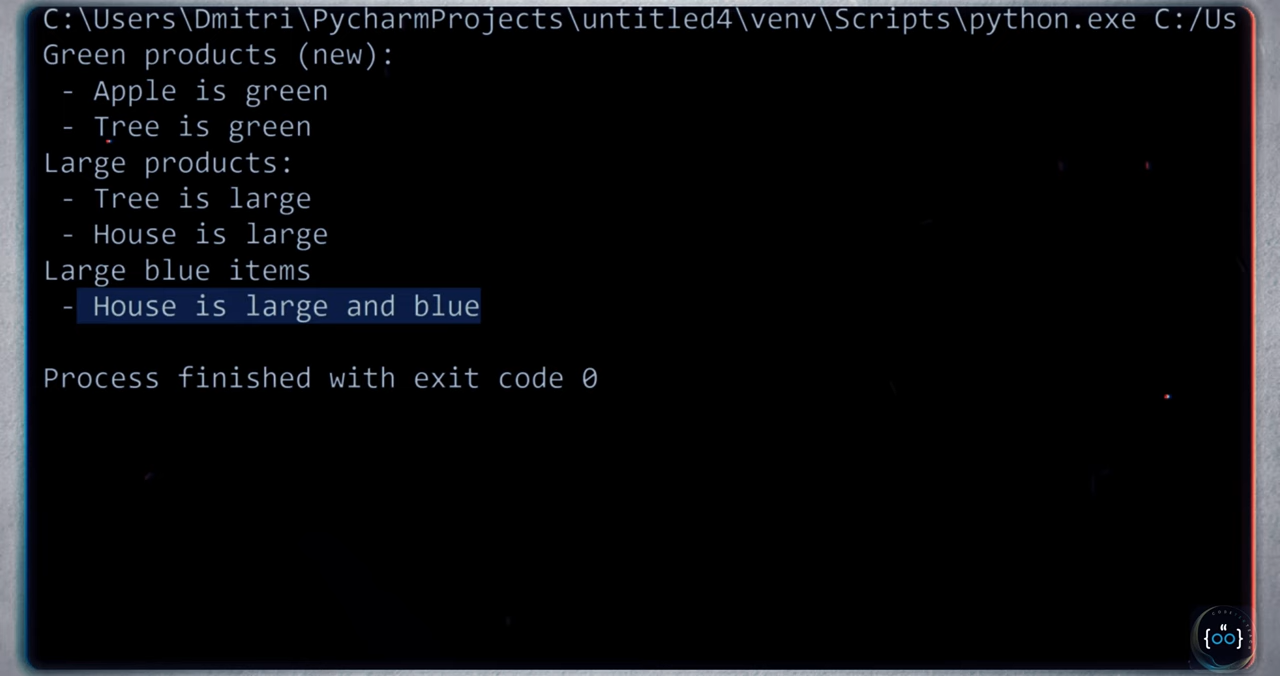 C:\Users\Dmitri\PycharmProjects\untitled4\venv\Scripts\python.exe C:/Us
Green products (new):
- Apple is green
- Tree is green
Large products:
- Tree is large
- House is large
Large blue items
- House is large and blue
Process finished with exit code 0